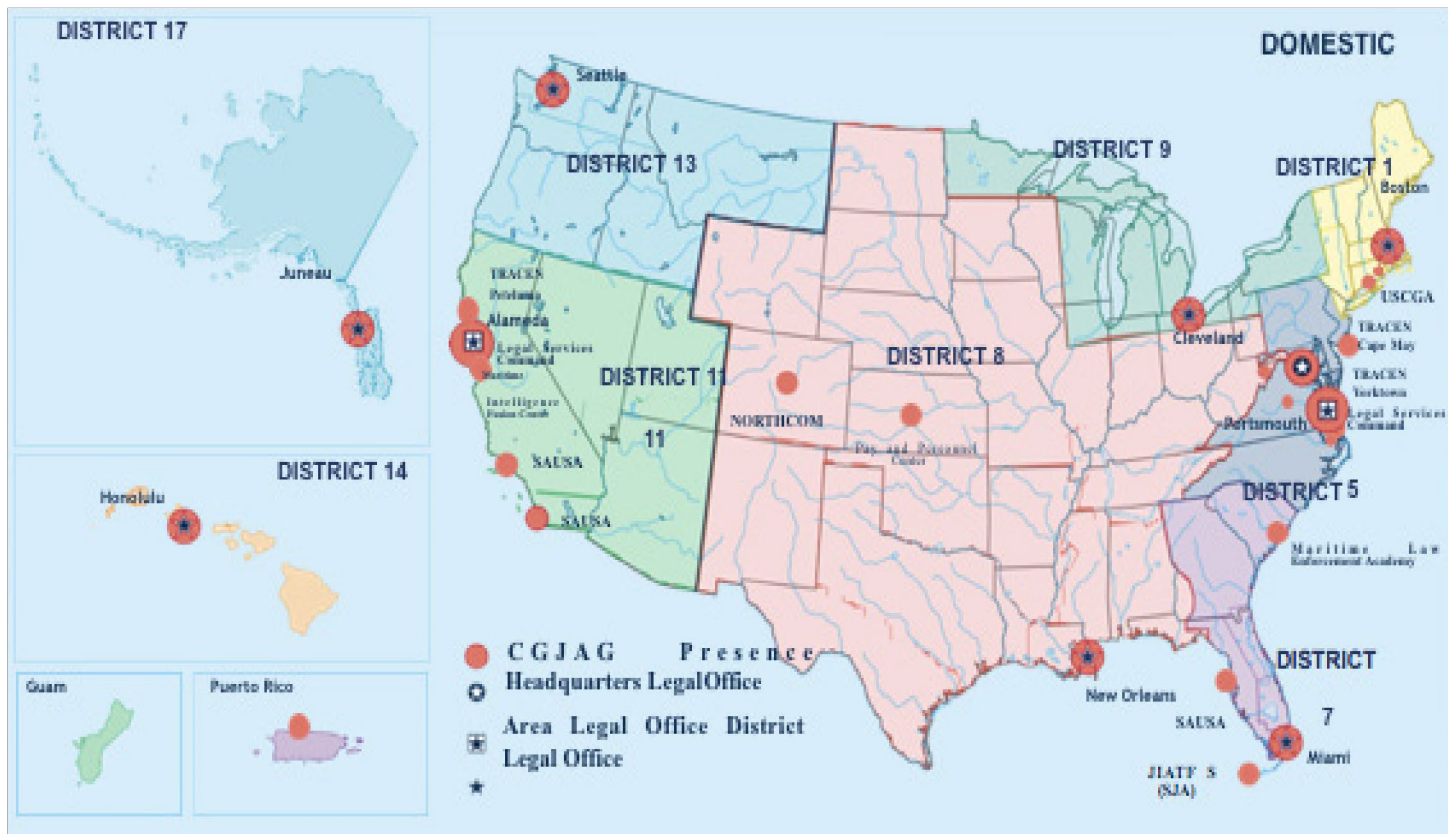 DISTRICT 17
DOMESTIC
Seattle
DISTRICT 13
DISTRICT 9
DISTRICT 1
Boston
Juneau
TRACEN
Petaluma
Alameda
Legal Services
Command
Maritime
Intelligence
Fusion Center
USCGA
TRACEN
Cape May
Cleveland
DISTRICT 8
DISTRICT 11
TRACEN
Yorktown
NORTHCOM
Legal Services
Command
Portsmouth
11
Pay and Personnel
Center
SAUSA
DISTRICT 14
Honolulu
DISTRICT 5
SAUSA
Maritime Law
Enforcement Academy
CGJAG Presence
Headquarters LegalOffice
DISTRICT
Guam
Puerto Rico
New Orleans
7
SAUSA
Area Legal Office District
Legal Office
Miami
JIATF S
(SJA)